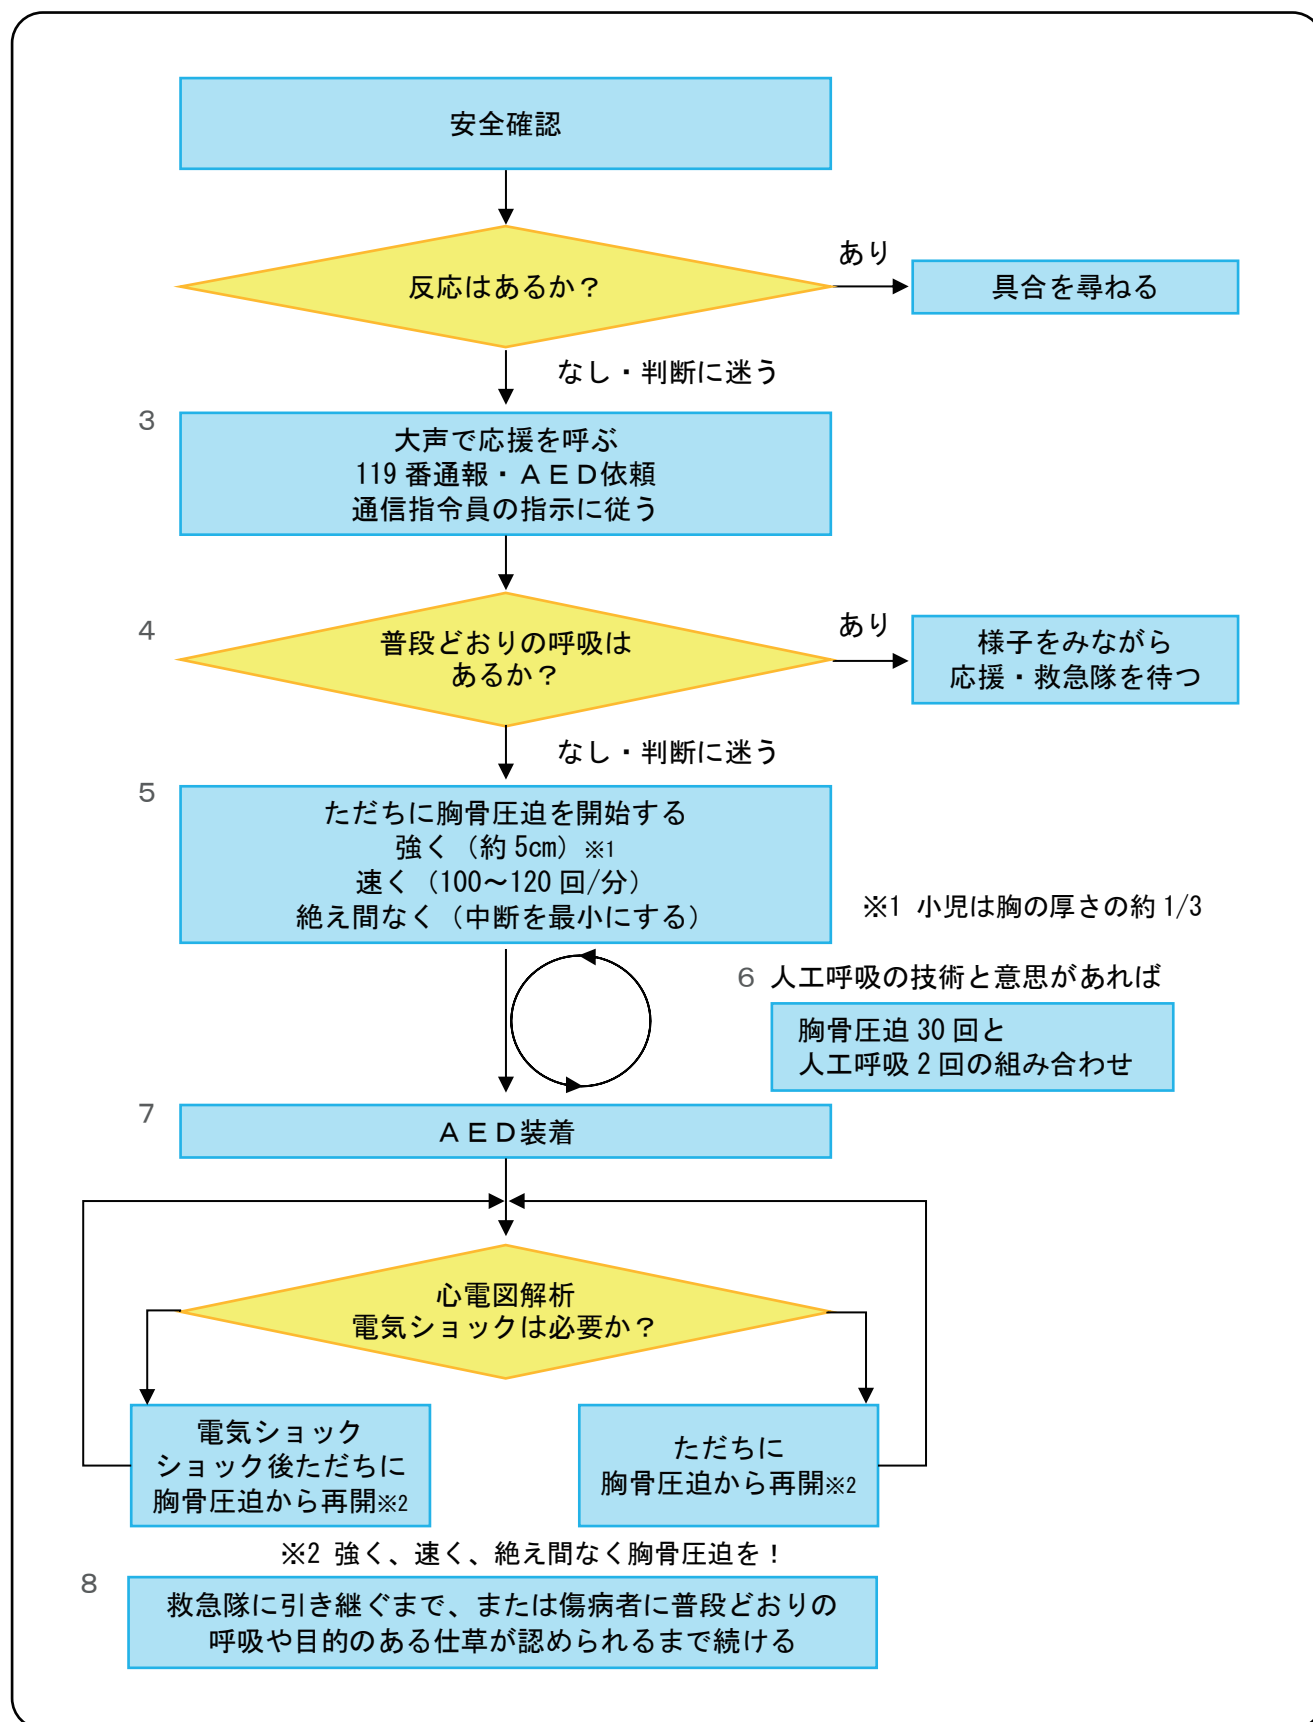 安全確認
反応はあるか？
あり
具合を尋ねる
なし・判断に迷う
3
大声で応援を呼ぶ
119番通報・ＡＥＤ依頼
通信指令員の指示に従う
4
普段どおりの呼吸は
あるか？
あり
様子をみながら
応援・救急隊を待つ
なし・判断に迷う
5
ただちに胸骨圧迫を開始する
強く（約5cm）※1
速く（100～120回/分）
絶え間なく（中断を最小にする）
※1 小児は胸の厚さの約1/3
6 人工呼吸の技術と意思があれば
胸骨圧迫30回と
人工呼吸2回の組み合わせ
7
ＡＥＤ装着
心電図解析
電気ショックは必要か？
電気ショック
ショック後ただちに
胸骨圧迫から再開※2
ただちに
胸骨圧迫から再開※2
※2 強く、速く、絶え間なく胸骨圧迫を！
8
救急隊に引き継ぐまで、または傷病者に普段どおりの
呼吸や目的のある仕草が認められるまで続ける